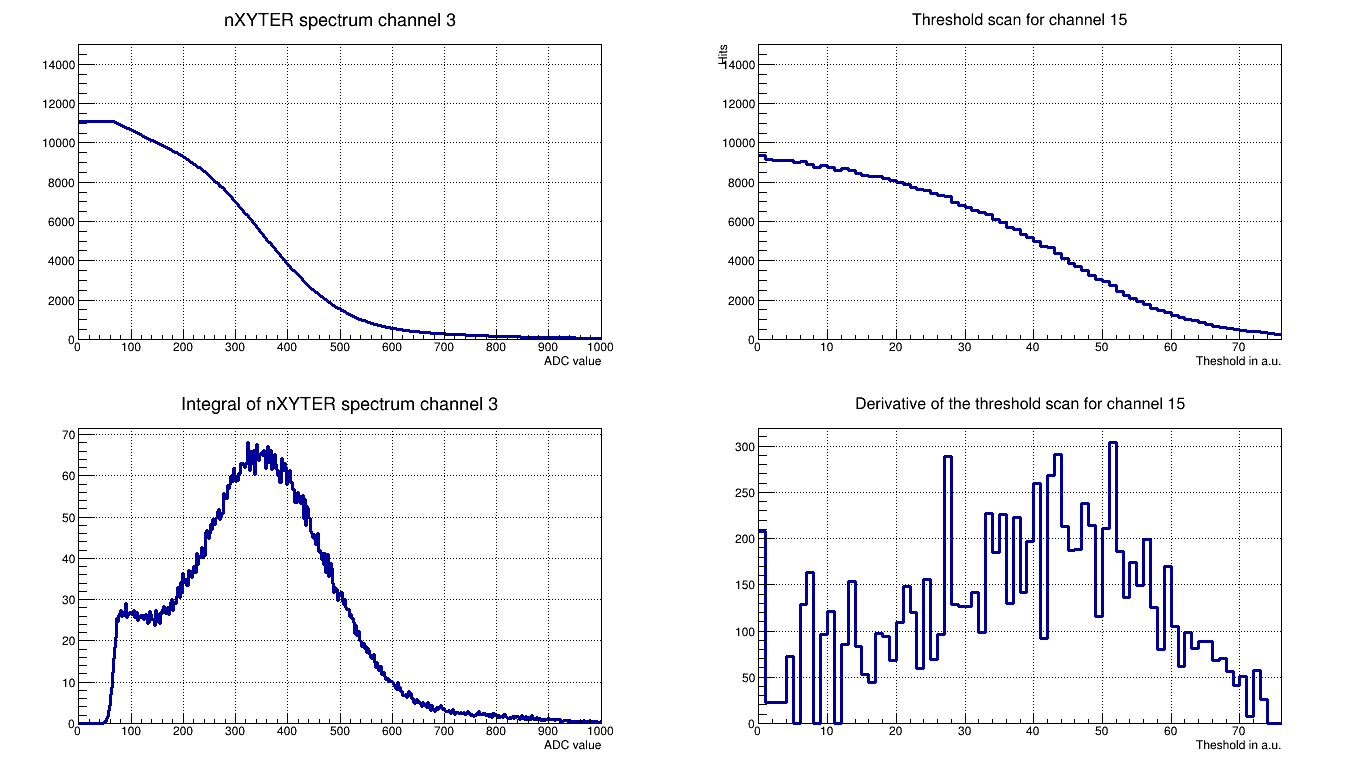 nXYTER spectrum channel 3
14000
12000
10000
8000
6000
4000
2000
0
0 100 200 300 400 500 600 700 800 900 1000
ADC value
Threshold scan for channel 15
Hits
14000
12000
10000
8000
6000
4000
2000
0
0 10 20 30 40 50 60 70
Theshold in a.u.
Integral of nXYTER spectrum channel 3
70
60
50
40
30
20
10
0
0 100 200 300 400 500 600 700 800 900 1000
ADC value
Derivative of the threshold scan for channel 15
300
250
200
150
100
50
0
0 10 20 30 40 50 60 70
Theshold in a.u.